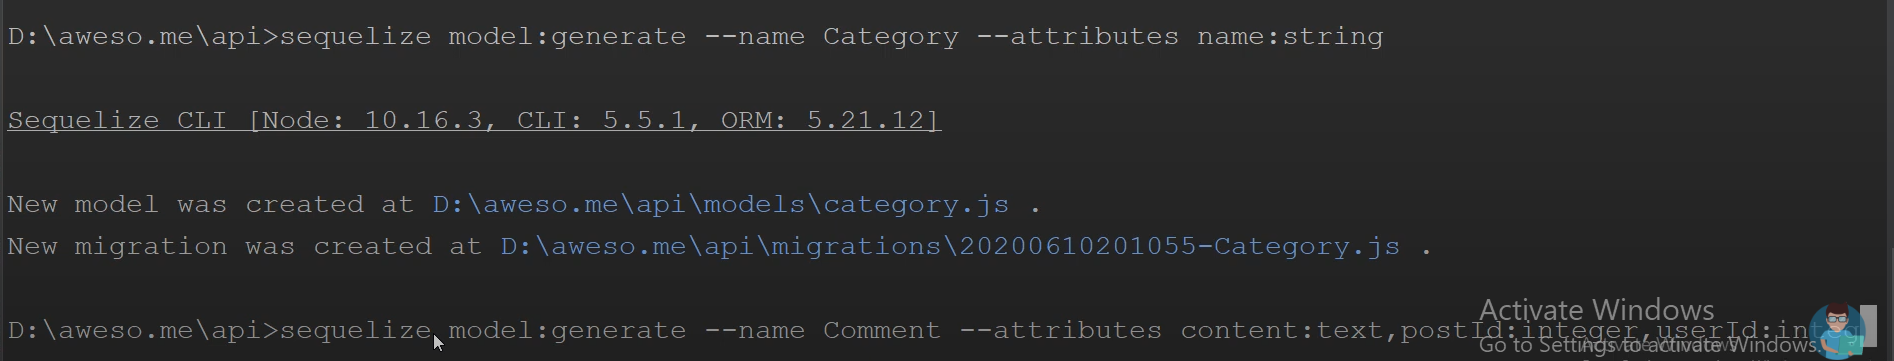 D:\aweso.me\api>sequelize model:generate --name Category --attributes name:string
Sequelize CLI [Node: 10.16.3, CLI: 5.5.1, ORM: 5.21.12]
New model was created at D:\aweso.me\api\models\category.js .
New migration was created at D:\aweso.me\api\migrations\20200610201055-Category.js .
D:\aweso.me\api>sequelize model:generate --name Comment --attributes content:text,postId:integer,userId:integ
Activate Windows
Go to Settings to activate Windows.